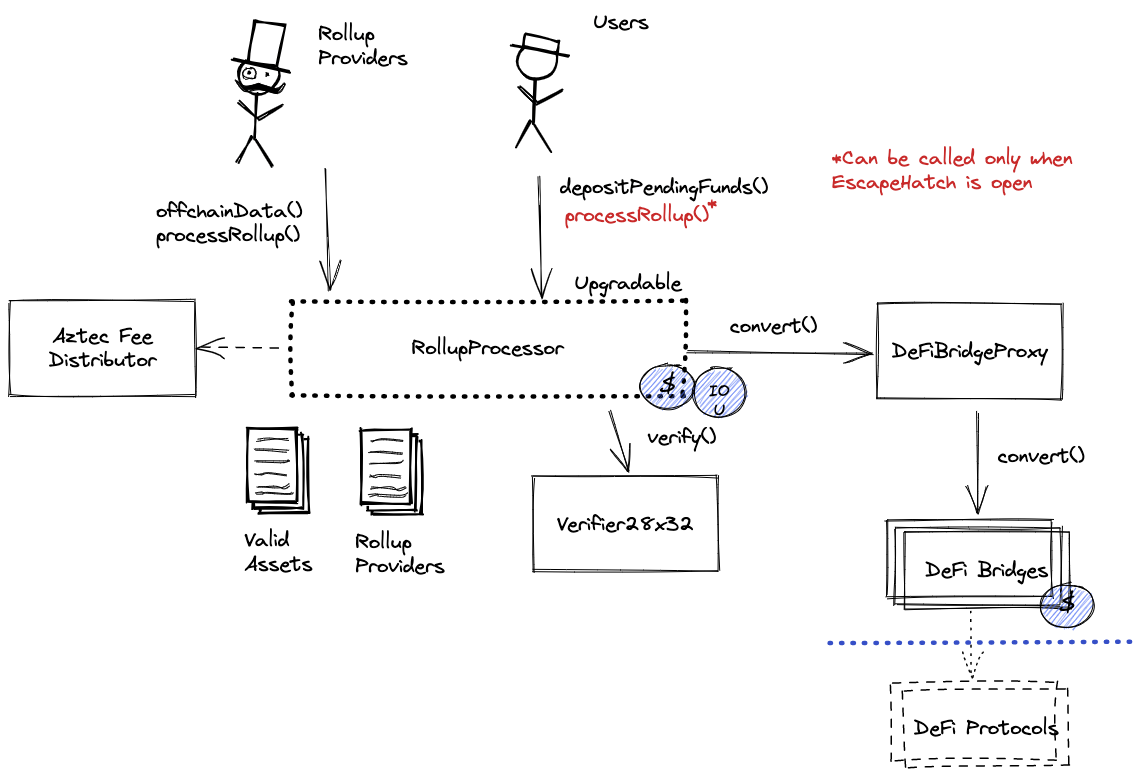 Rollup
Providers
Users
*Can be called only when
EscapeHatch is open
offchainData()
processRollup()
depositPendingFunds()
processRollup()*
Upgradable
Aztec Fee
Distributor
RollupProcessor
convert()
DeFiBridgeProxy
$
IO
U
verify()
convert()
Valid
Assets
Rollup
Providers
Verifier28x32
DeFi Bridges
$
DeFi Protocols